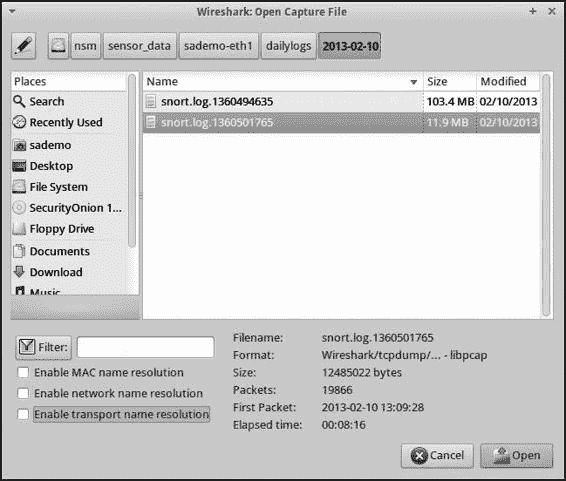 Wireshark: Open Capture File
nsm sensor_data sademo-eth1 dailylogs 2013-02-10
Places
Search
Recently Used
sademo
Desktop
File System
SecurityOnion 1...
Floppy Drive
Documents
Download
Music
Name Size Modified
snort.log.1360494635 103.4 MB 02/10/2013
snort.log.1360501765 11.9 MB 02/10/2013
Filter:
Enable MAC name resolution
Enable network name resolution
Enable transport name resolution
Filename: snort.log.1360501765
Format: Wireshark/tcpdump/... - libpcap
Size: 12485022 bytes
Packets: 19866
First Packet: 2013-02-10 13:09:28
Elapsed time: 00:08:16
Cancel Open